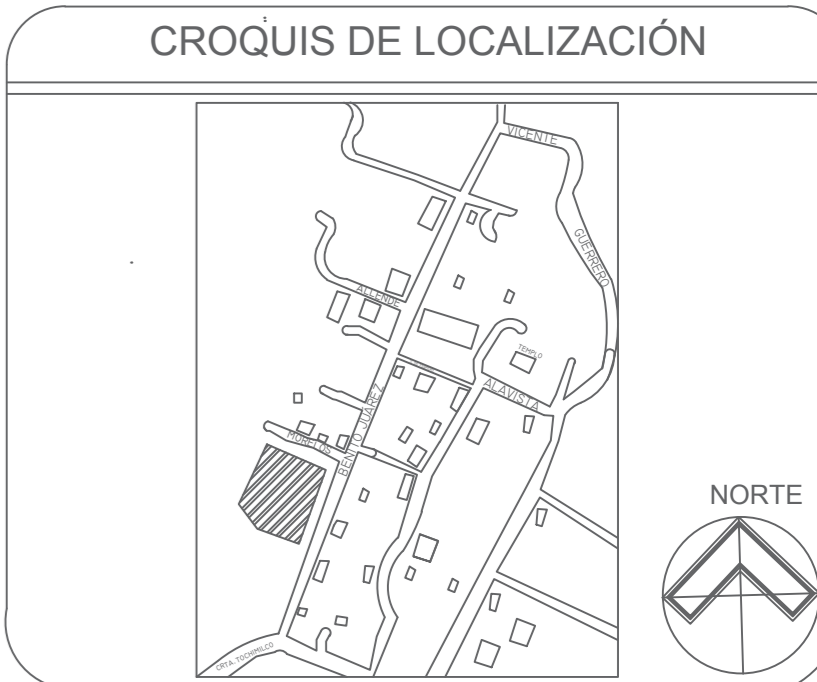 CROQUIS DE LOCALIZACIÓN
VICENTE
GUERRERO
ALLENDE
TEMPLO
ALAVISTA
BENITO JUAREZ
MORELOS
NORTE
CRTA. TOCHIMILCO